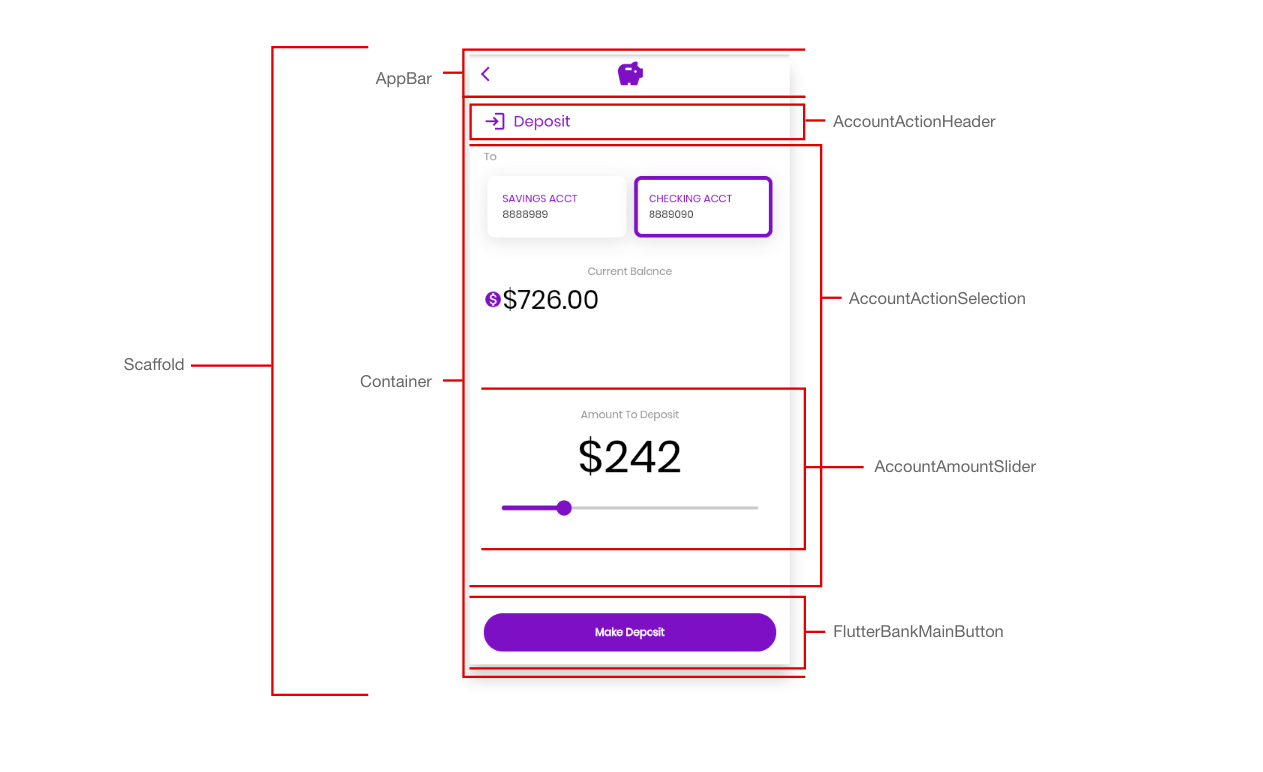 AppBar
Deposit
AccountActionHeader
To
SAVINGS ACCT
8888989
CHECKING ACCT
8889090
Current Balance
$726.00
AccountActionSelection
Scaffold
Container
Amount To Deposit
$242
AccountAmountSlider
Make Deposit
FlutterBankMainButton